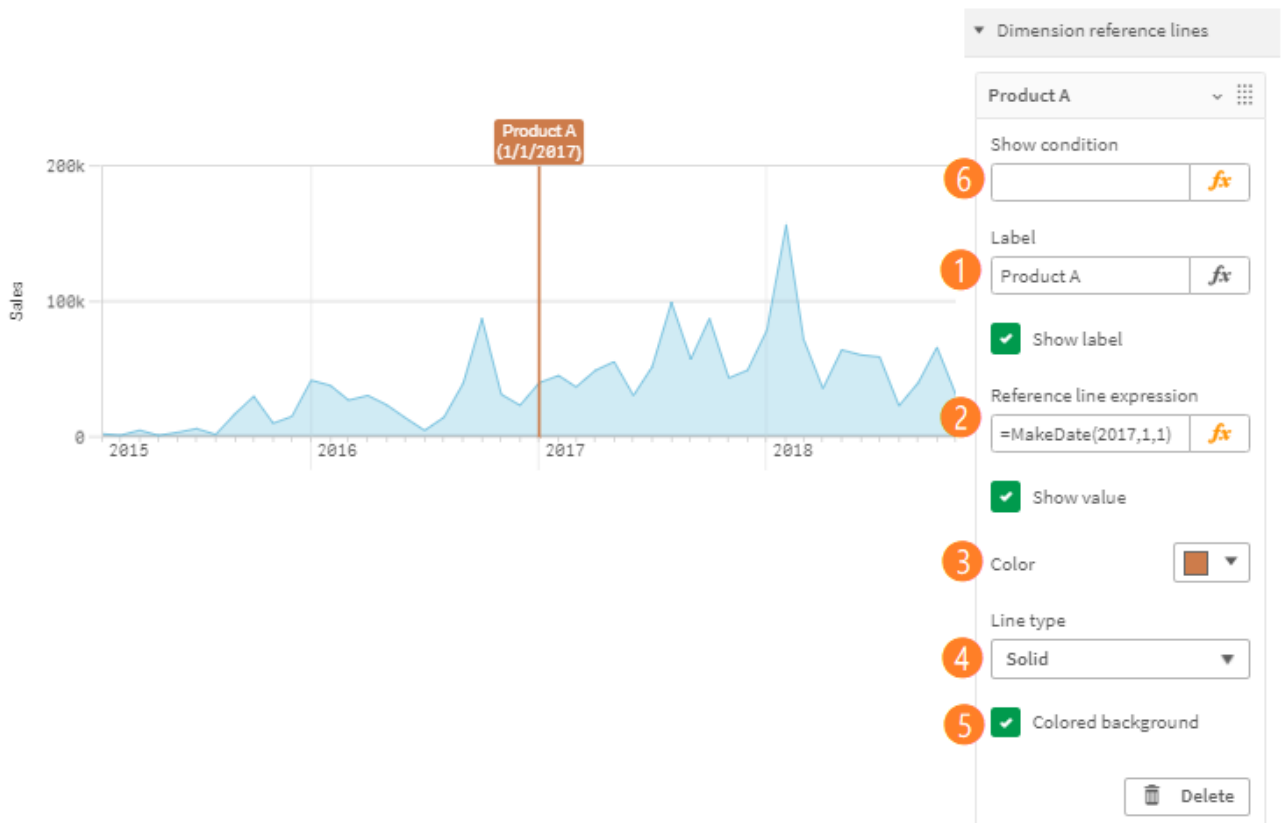 Dimension reference lines
Product A
Show condition
6
fx
Label
1
Product A
fx
Show label
Reference line expression
2
=MakeDate(2017,1,1)
fx
Show value
3
Color
Line type
4
Solid
5
Colored background
Delete
Product A
(1/1/2017)
200k
100k
0
Sales
2015
2016
2017
2018